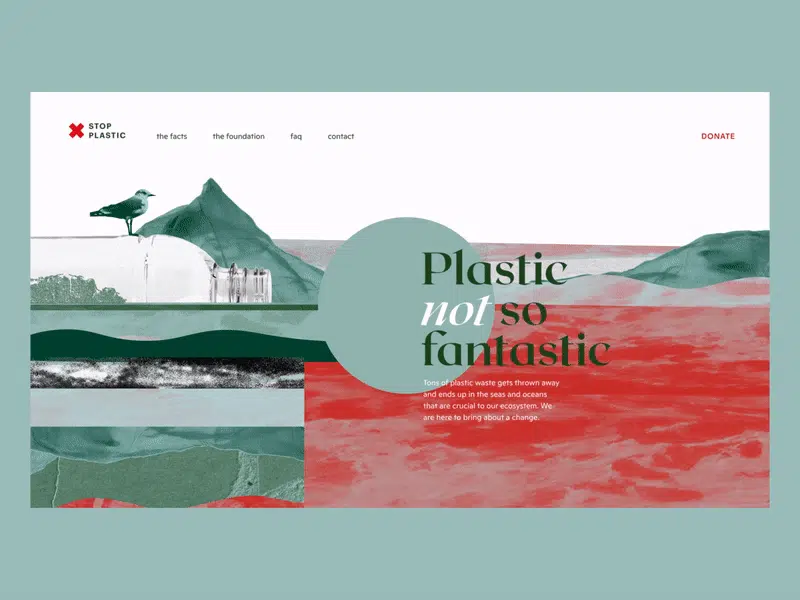 STOP
PLASTIC
the facts the foundation faq contact
DONATE
Plastic
not so
fantastic
Tons of plastic waste gets thrown away
and ends up in the seas and oceans
that are crucial to our ecosystem. We
are here to bring about a change.